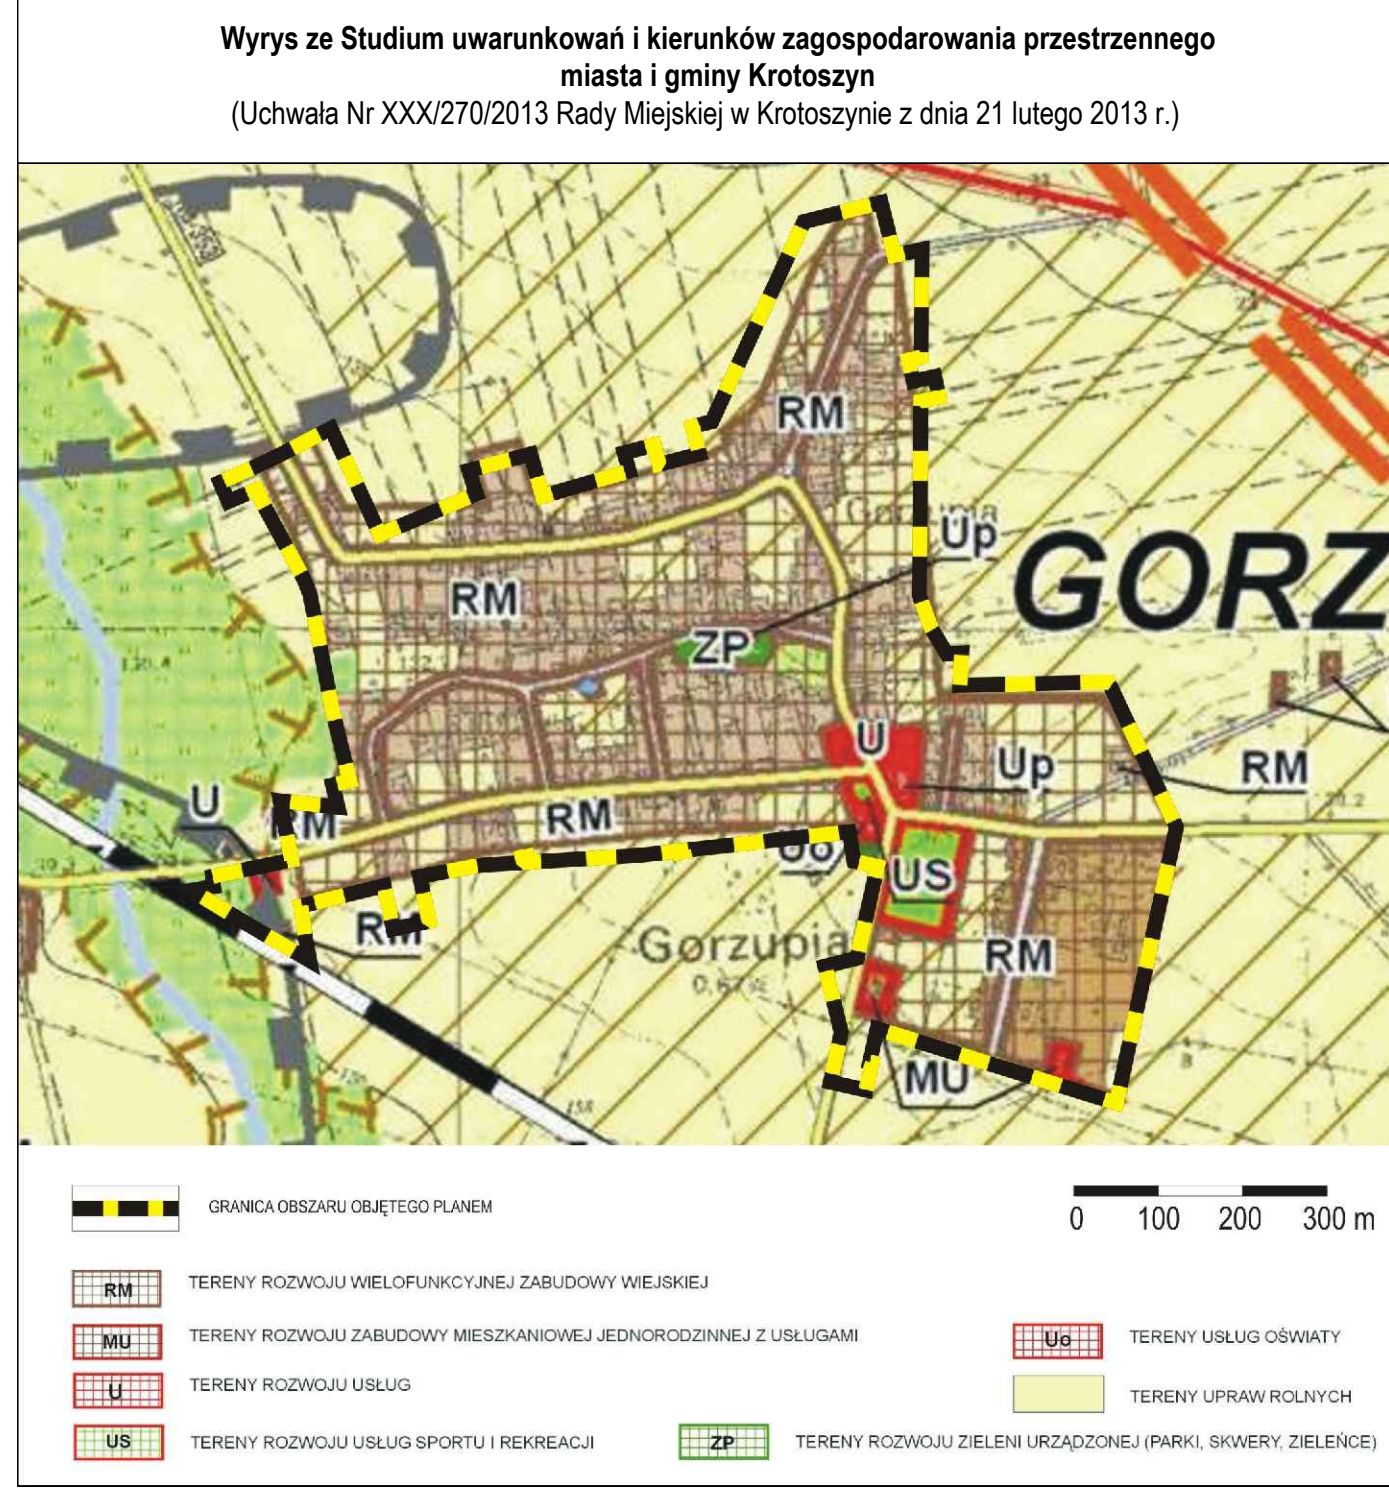 Wyrys ze Studium uwarunkowań i kierunków zagospodarowania przestrzennego
miasta i gminy Krotoszyn
(Uchwała Nr XXX/270/2013 Rady Miejskiej w Krotoszynie z dnia 21 lutego 2013 r.)
RM
Up
GORZ
RM
ZP
U
Up
RM
U
RM
RM
Uo
US
RM
Gorzupia
RM
MU
GRANICA OBSZARU OBJĘTEGO PLANEM
0 100 200 300 m
RM TERENY ROZWOJU WIELOFUNKCYJNEJ ZABUDOWY WIEJSKIEJ
MU TERENY ROZWOJU ZABUDOWY MIESZKANIOWEJ JEDNORODZINNEJ Z USŁUGAMI
Uo TERENY USŁUG OŚWIATY
U TERENY ROZWOJU USŁUG
TERENY UPRAW ROLNYCH
US TERENY ROZWOJU USŁUG SPORTU I REKREACJI
ZP TERENY ROZWOJU ZIELENI URZĄDZONEJ (PARKI, SKWERY, ZIELEŃCE)